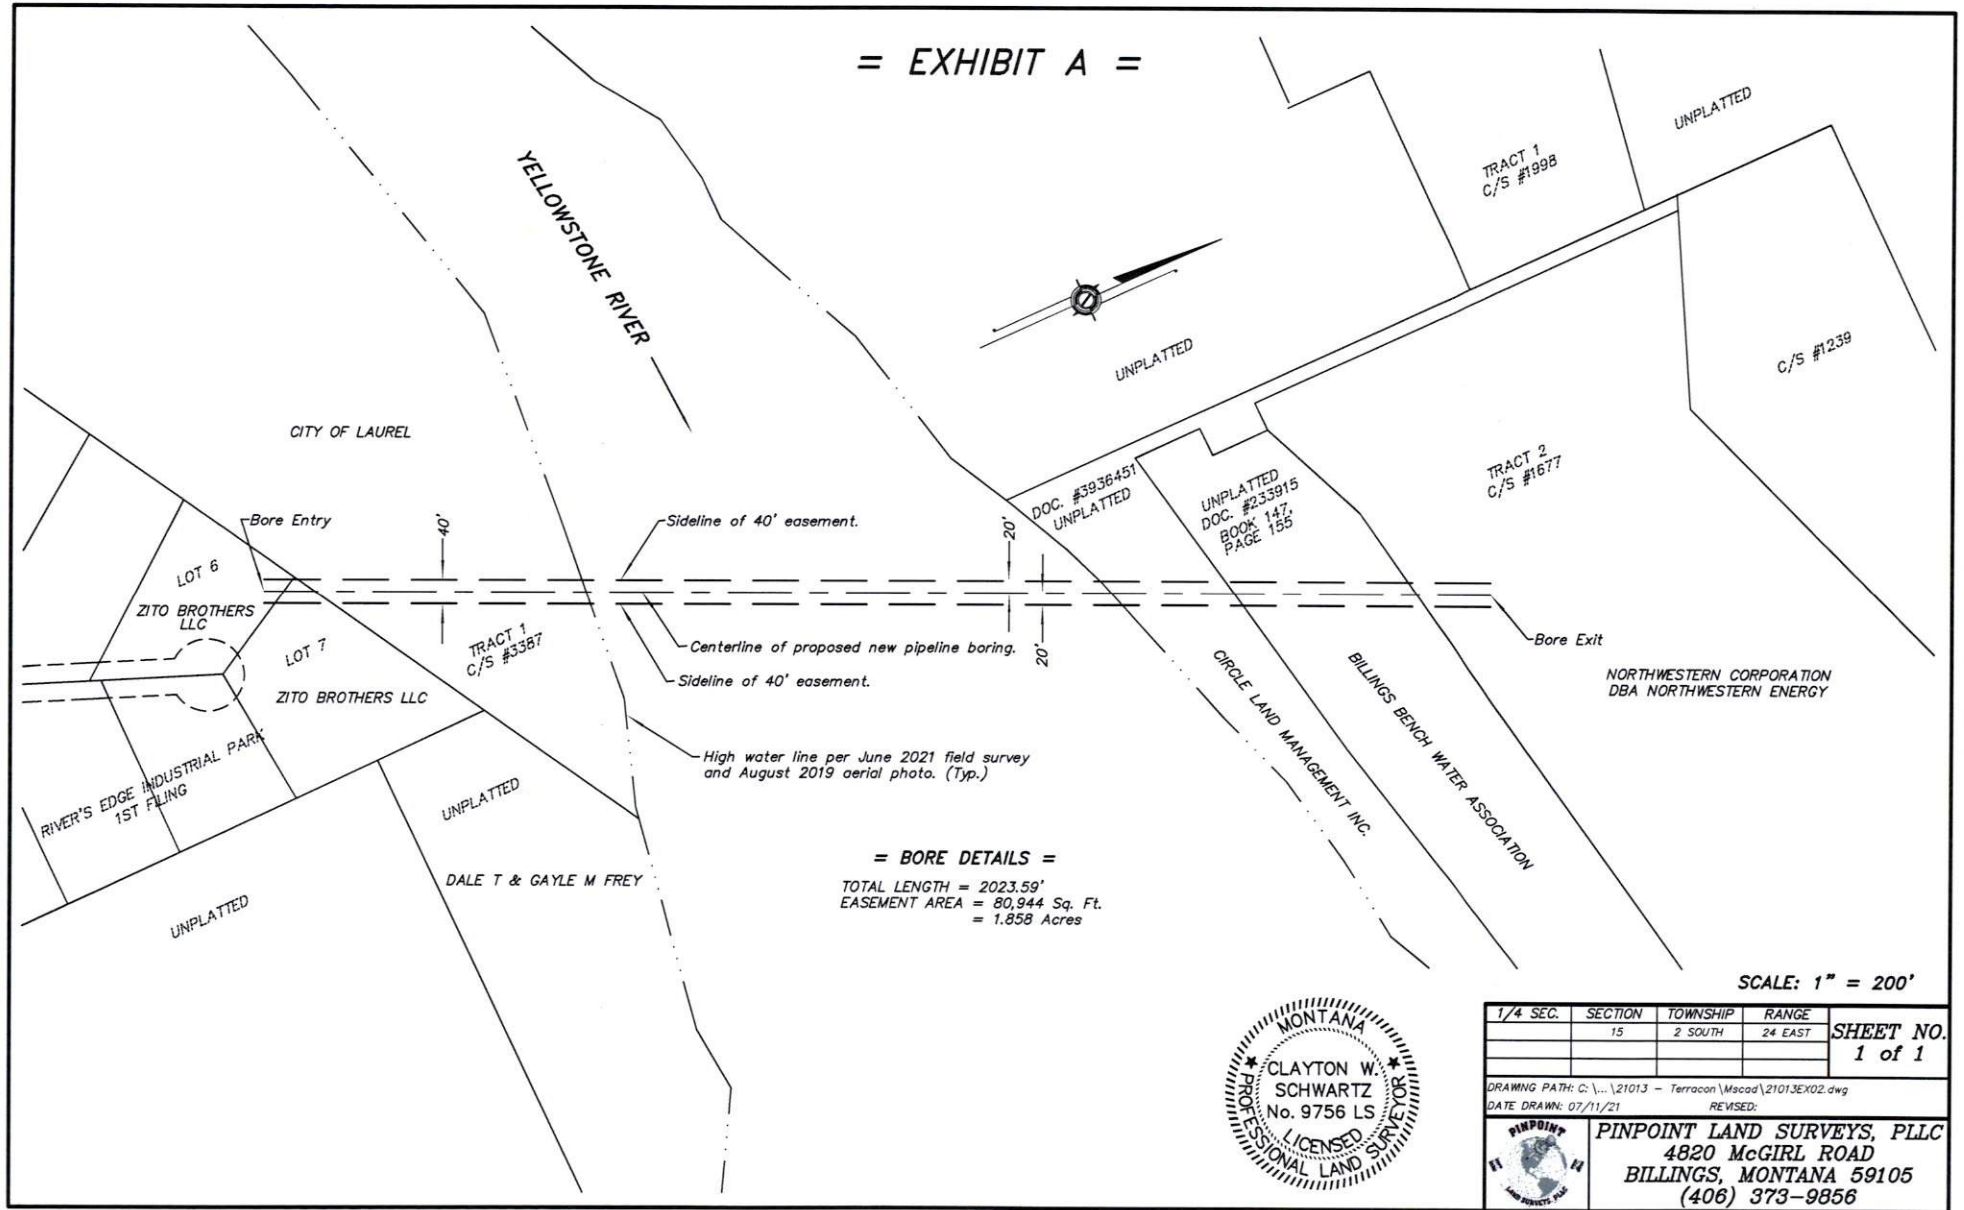 = EXHIBIT A =
YELLOWSTONE RIVER
UNPLATTED
TRACT 1
C/S #1998
C/S #1239
UNPLATTED
TRACT 2
C/S #1677
CITY OF LAUREL
DOC. #3936451
UNPLATTED
UNPLATTED
DOC. #233915
BOOK 147,
PAGE 155
Bore Entry
40'
Sideline of 40' easement.
20'
20'
LOT 6
ZITO BROTHERS
LLC
LOT 7
ZITO BROTHERS LLC
TRACT 1
C/S #3387
Centerline of proposed new pipeline boring.
Sideline of 40' easement.
Bore Exit
NORTHWESTERN CORPORATION
DBA NORTHWESTERN ENERGY
CIRCLE LAND MANAGEMENT INC.
BILLINGS BENCH WATER ASSOCIATION
RIVER'S EDGE INDUSTRIAL PARK
1ST FILING
High water line per June 2021 field survey
and August 2019 aerial photo. (Typ.)
UNPLATTED
DALE T & GAYLE M FREY
UNPLATTED
= BORE DETAILS =
TOTAL LENGTH = 2023.59'
EASEMENT AREA = 80,944 Sq. Ft.
= 1.858 Acres
SCALE: 1" = 200'
MONTANA
CLAYTON W.
SCHWARTZ
No. 9756 LS
LICENSED
PROFESSIONAL LAND SURVEYOR
1/4 SEC. SECTION TOWNSHIP RANGE
15 2 SOUTH 24 EAST
SHEET NO.
1 of 1
DRAWING PATH: C:\...\21013 - Terracon\Mscad\21013EX02.dwg
DATE DRAWN: 07/11/21 REVISED:
PINPOINT
LAND SURVEYS, PLLC
PINPOINT LAND SURVEYS, PLLC
4820 McGIRL ROAD
BILLINGS, MONTANA 59105
(406) 373-9856